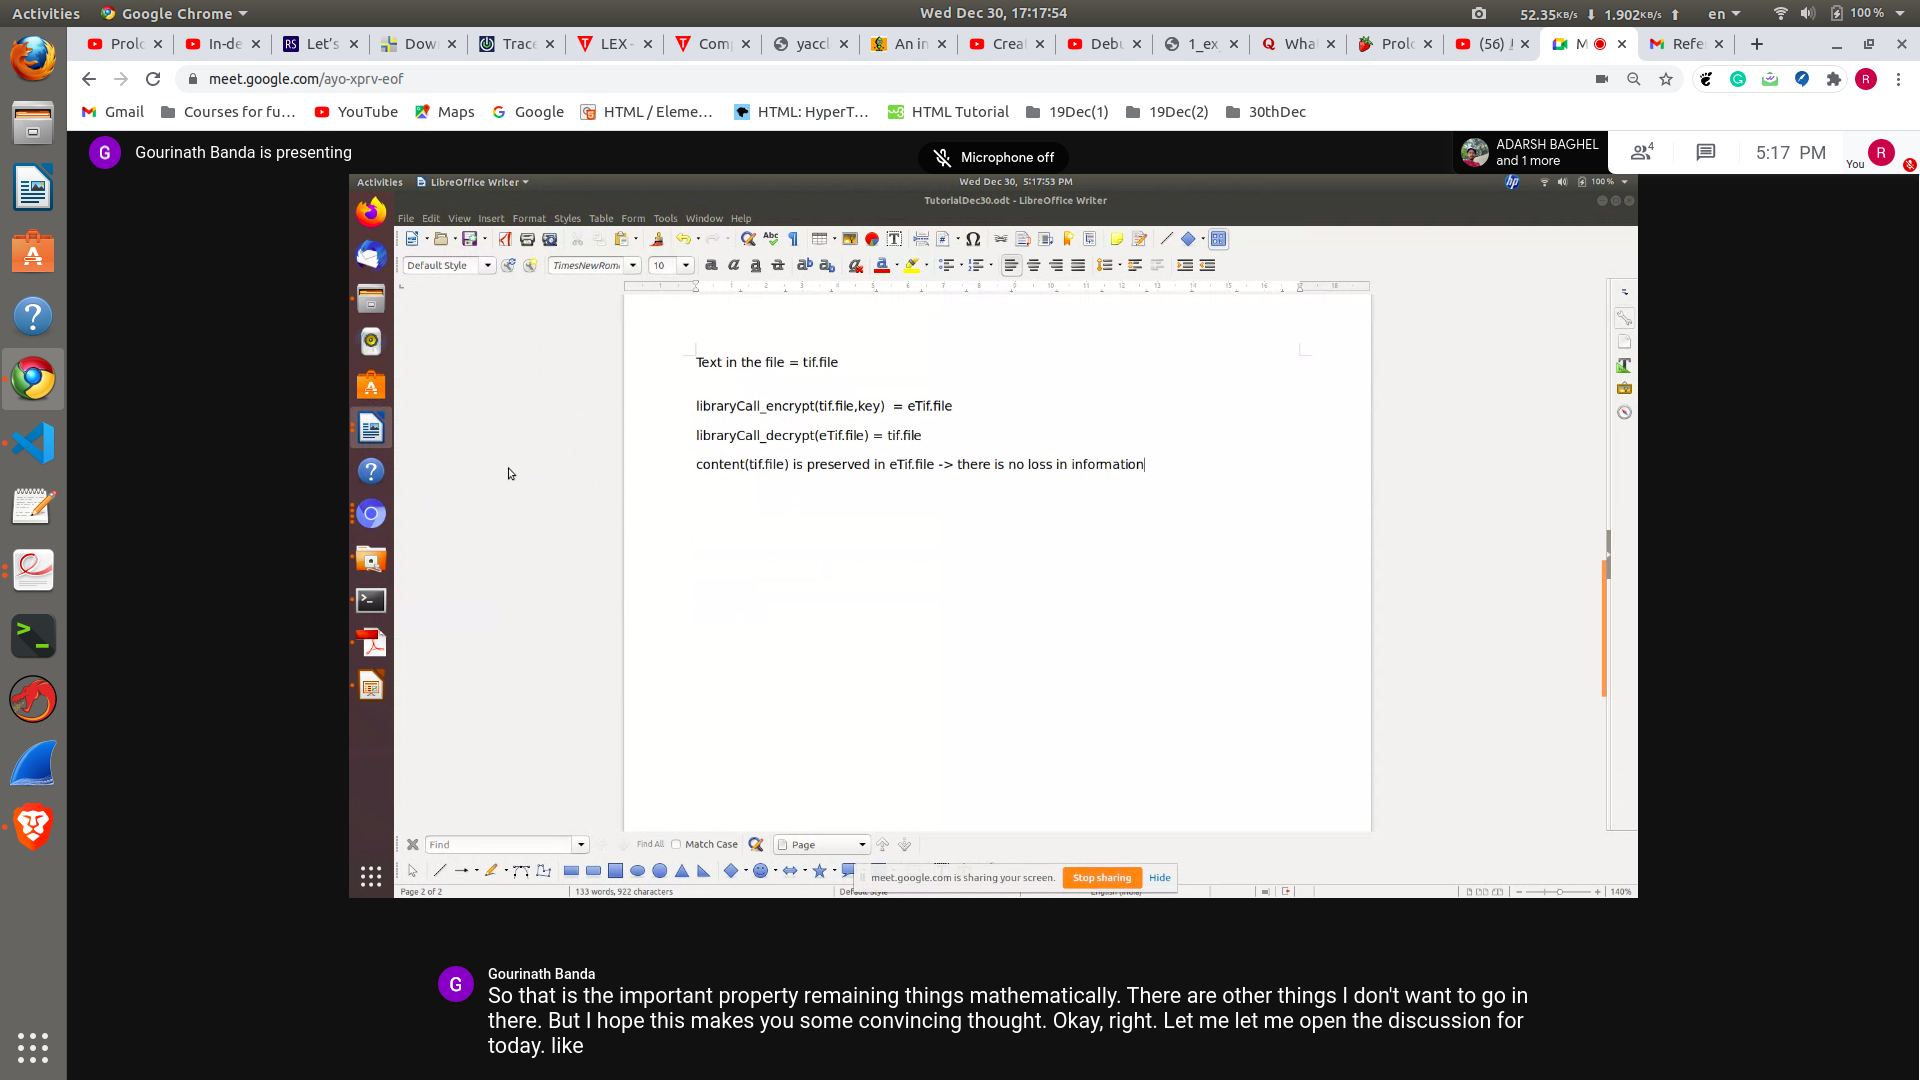 Activities Google Chrome Wed Dec 30, 17:17:54 52.35KB/s 1.902KB/s en 100 %
Prolo In-de Let's Dow Trace LEX - Com yaccl An in Creat Debu 1_ex Wha Prolo (56) M Refe
meet.google.com/ayo-xprv-eof
Gmail Courses for fu... YouTube Maps Google HTML / Eleme... HTML: HyperT... HTML Tutorial 19Dec(1) 19Dec(2) 30thDec
G Gourinath Banda is presenting Microphone off ADARSH BAGHEL
and 1 more 4 5:17 PM You R
Activities LibreOffice Writer Wed Dec 30, 5:17:53 PM 100 %
TutorialDec30.odt - LibreOffice Writer
File Edit View Insert Format Styles Table Form Tools Window Help
Default Style TimesNewRom 10
Text in the file = tif.file
libraryCall_encrypt(tif.file,key) = eTif.file
libraryCall_decrypt(eTif.file) = tif.file
content(tif.file) is preserved in eTif.file -> there is no loss in information
Find Find All Match Case Page
meet.google.com is sharing your screen. Stop sharing Hide
Page 2 of 2 133 words, 922 characters Default Style English (India) 140%
Gourinath Banda
G So that is the important property remaining things mathematically. There are other things I don't want to go in
there. But I hope this makes you some convincing thought. Okay, right. Let me let me open the discussion for
today. like